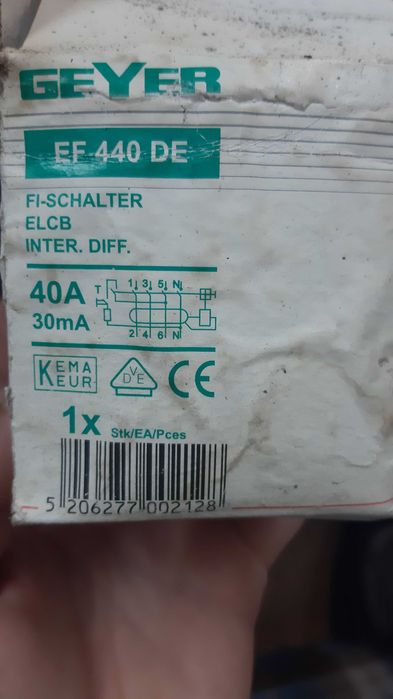 GEYER
EF 440 DE
FI-SCHALTER
ELCB
INTER. DIFF.
40A
30mA
T 1 3 5 N
2 4 6 N
KEMA
KEUR
DVE
CE
1x Stk/EA/Pces
5 206277 002128